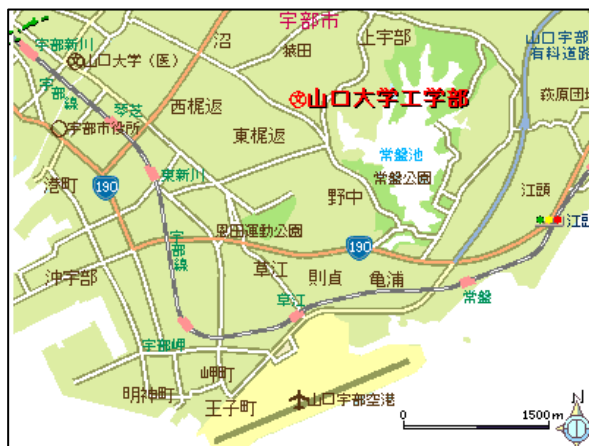 宇部市
宇部新川
山口大学（医）
沼
猿田
上宇部
山口宇部
有料道路
宇部線
琴芝
西梶返
山口大学工学部
萩原団地
宇部市役所
東梶返
常盤池
常盤公園
港町
190
東新川
野中
江頭
江頭
恩田運動公園
190
宇部線
沖宇部
草江
則貞
亀浦
草江
常盤
宇部岬
岬町
明神町
王子町
山口宇部空港
0
1500m
N